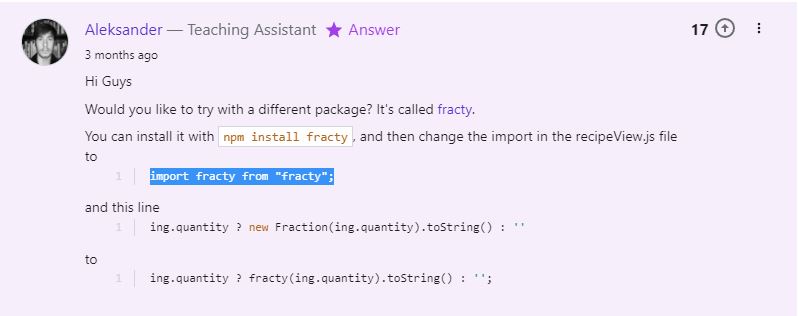 Aleksander — Teaching Assistant ★ Answer
17
3 months ago
Hi Guys
Would you like to try with a different package? It's called fracty.
You can install it with npm install fracty, and then change the import in the recipeView.js file
to
1 import fracty from "fracty";
and this line
1 ing.quantity ? new Fraction(ing.quantity).toString() : ''
to
1 ing.quantity ? fracty(ing.quantity).toString() : '';